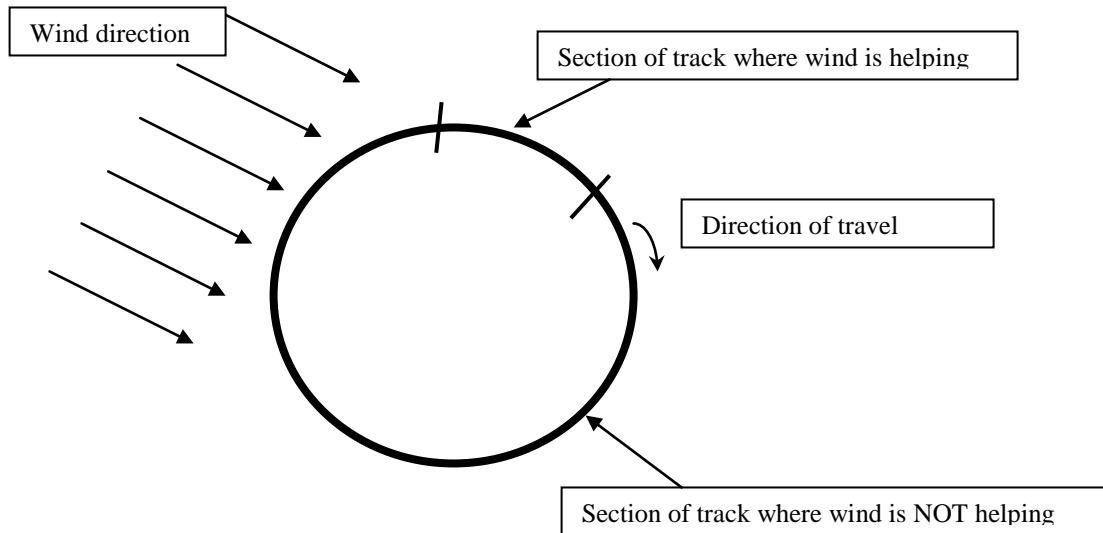 Wind direction
Section of track where wind is helping
Direction of travel
Section of track where wind is NOT helping